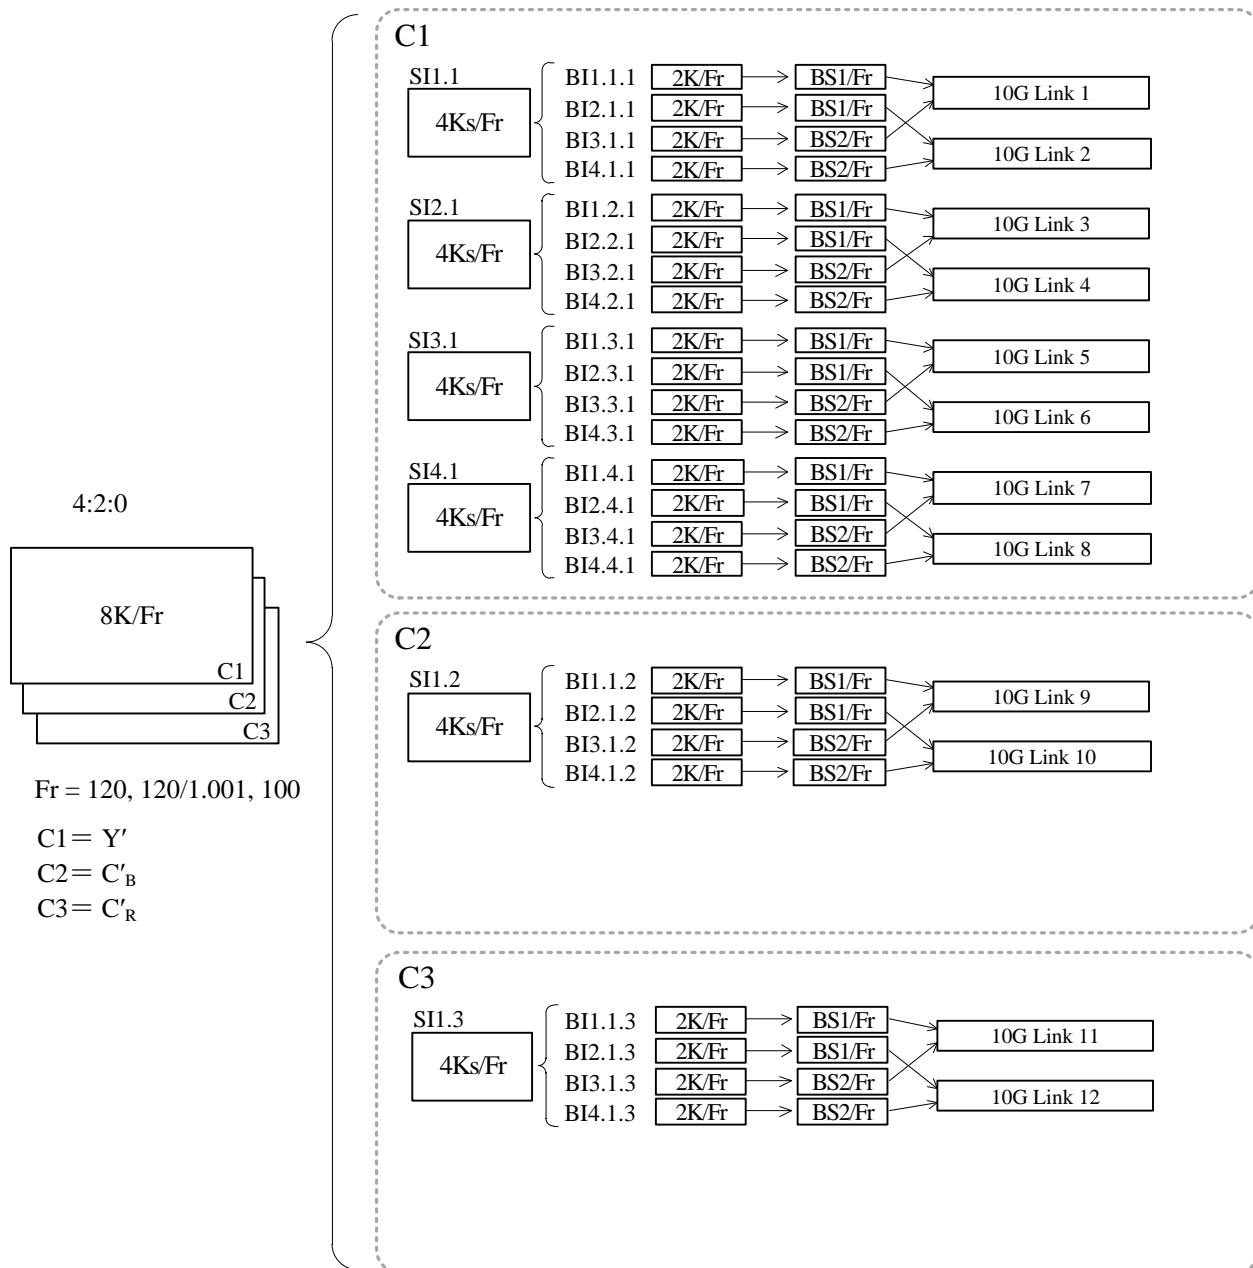 4:2:0
8K/Fr
C1
C2
C3
Fr = 120, 120/1.001, 100
C1＝ Y′
C2＝ C′B
C3＝ C′R
C1
SI1.1
4Ks/Fr
BI1.1.1 2K/Fr BS1/Fr
BI2.1.1 2K/Fr BS1/Fr
BI3.1.1 2K/Fr BS2/Fr
BI4.1.1 2K/Fr BS2/Fr
10G Link 1
10G Link 2
SI2.1
4Ks/Fr
BI1.2.1 2K/Fr BS1/Fr
BI2.2.1 2K/Fr BS1/Fr
BI3.2.1 2K/Fr BS2/Fr
BI4.2.1 2K/Fr BS2/Fr
10G Link 3
10G Link 4
SI3.1
4Ks/Fr
BI1.3.1 2K/Fr BS1/Fr
BI2.3.1 2K/Fr BS1/Fr
BI3.3.1 2K/Fr BS2/Fr
BI4.3.1 2K/Fr BS2/Fr
10G Link 5
10G Link 6
SI4.1
4Ks/Fr
BI1.4.1 2K/Fr BS1/Fr
BI2.4.1 2K/Fr BS1/Fr
BI3.4.1 2K/Fr BS2/Fr
BI4.4.1 2K/Fr BS2/Fr
10G Link 7
10G Link 8
C2
SI1.2
4Ks/Fr
BI1.1.2 2K/Fr BS1/Fr
BI2.1.2 2K/Fr BS1/Fr
BI3.1.2 2K/Fr BS2/Fr
BI4.1.2 2K/Fr BS2/Fr
10G Link 9
10G Link 10
C3
SI1.3
4Ks/Fr
BI1.1.3 2K/Fr BS1/Fr
BI2.1.3 2K/Fr BS1/Fr
BI3.1.3 2K/Fr BS2/Fr
BI4.1.3 2K/Fr BS2/Fr
10G Link 11
10G Link 12